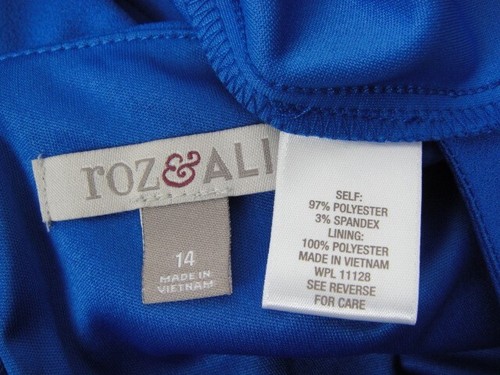 roz&ALI
14
MADE IN
VIETNAM
SELF:
97% POLYESTER
3% SPANDEX
LINING:
100% POLYESTER
MADE IN VIETNAM
WPL 11128
SEE REVERSE
FOR CARE